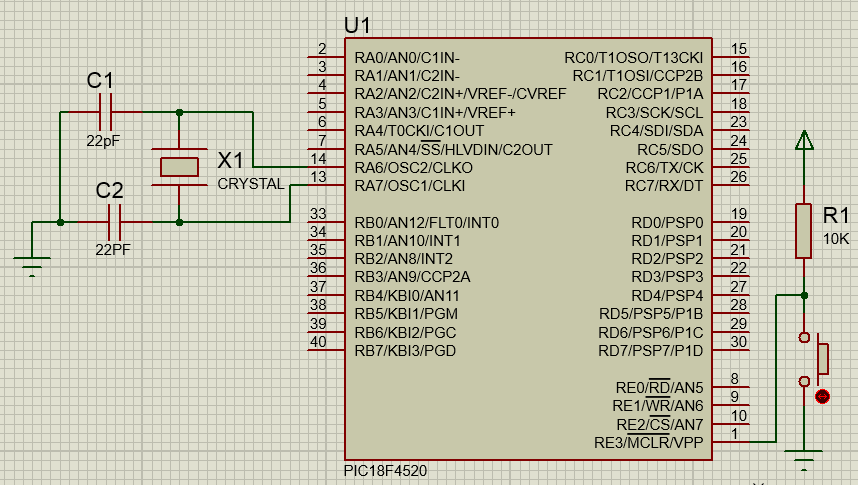 U1
C1
22pF
X1
CRYSTAL
C2
22PF
2 RA0/AN0/C1IN-
3 RA1/AN1/C2IN-
4 RA2/AN2/C2IN+/VREF-/CVREF
5 RA3/AN3/C1IN+/VREF+
6 RA4/T0CKI/C1OUT
7 RA5/AN4/SS/HLVDIN/C2OUT
14 RA6/OSC2/CLKO
13 RA7/OSC1/CLKI
33 RB0/AN12/FLT0/INT0
34 RB1/AN10/INT1
35 RB2/AN8/INT2
36 RB3/AN9/CCP2A
37 RB4/KBI0/AN11
38 RB5/KBI1/PGM
39 RB6/KBI2/PGC
40 RB7/KBI3/PGD
RC0/T1OSO/T13CKI 15
RC1/T1OSI/CCP2B 16
RC2/CCP1/P1A 17
RC3/SCK/SCL 18
RC4/SDI/SDA 23
RC5/SDO 24
RC6/TX/CK 25
RC7/RX/DT 26
RD0/PSP0 19
RD1/PSP1 20
RD2/PSP2 21
RD3/PSP3 22
RD4/PSP4 27
RD5/PSP5/P1B 28
RD6/PSP6/P1C 29
RD7/PSP7/P1D 30
RE0/RD/AN5 8
RE1/WR/AN6 9
RE2/CS/AN7 10
RE3/MCLR/VPP 1
PIC18F4520
R1
10K